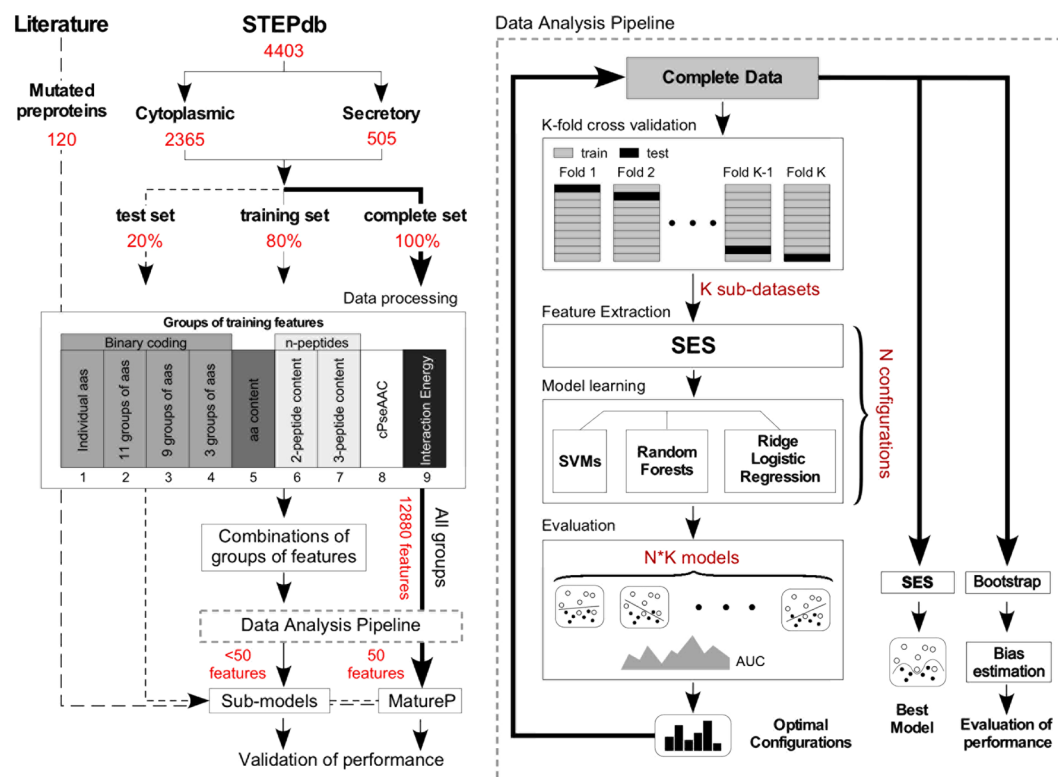 Literature
STEPdb
4403
Mutated
preproteins
120
Cytoplasmic
2365
Secretory
505
test set
20%
training set
80%
complete set
100%
Data processing
Groups of training features
Binary coding
n-peptides
Individual aas
11 groups of aas
9 groups of aas
3 groups of aas
aa content
2-peptide content
3-peptide content
cPseAAC
Interaction Energy
1 2 3 4 5 6 7 8 9
Combinations of
groups of features
12880 features
All groups
Data Analysis Pipeline
<50
features
50
features
Sub-models
MatureP
Validation of performance
Data Analysis Pipeline
Complete Data
K-fold cross validation
train test
Fold 1 Fold 2 Fold K-1 Fold K
K sub-datasets
Feature Extraction
SES
Model learning
SVMs
Random
Forests
Ridge
Logistic
Regression
N configurations
Evaluation
N*K models
AUC
Optimal
Configurations
SES
Best
Model
Bootstrap
Bias
estimation
Evaluation of
performance